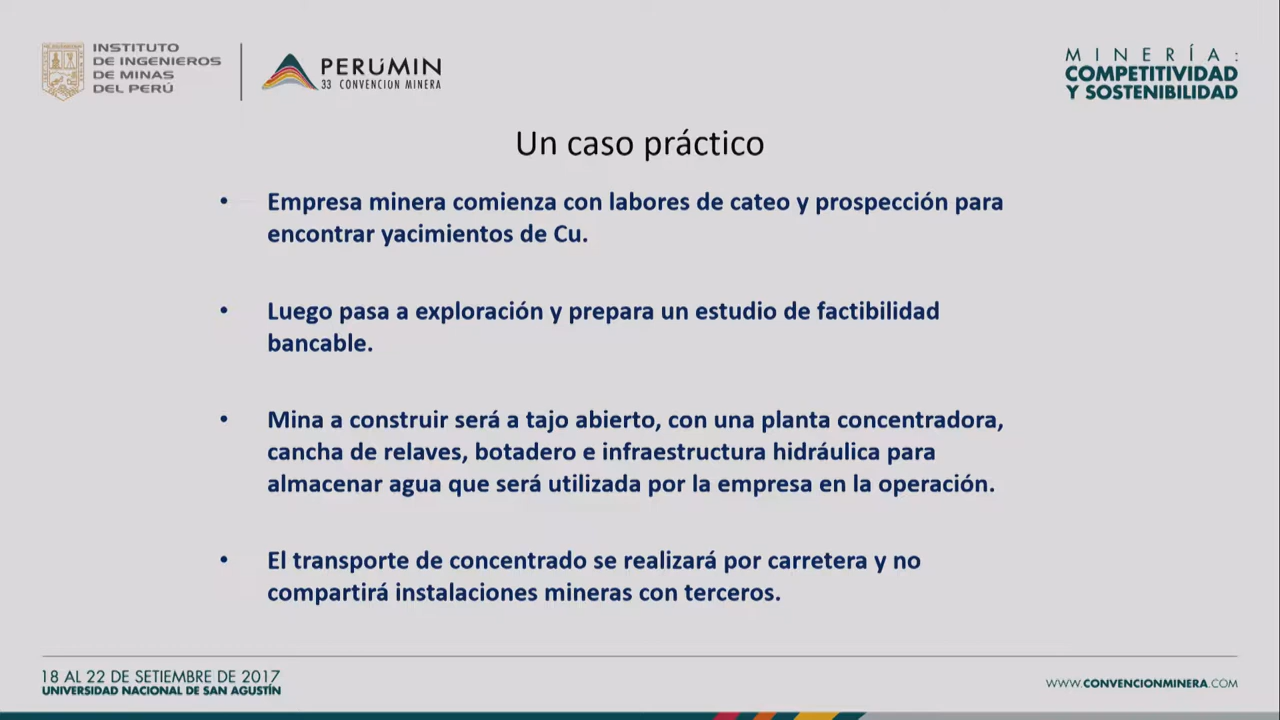 INSTITUTO
DE INGENIEROS
DE MINAS
DEL PERÚ
PERÚMIN
33 CONVENCION MINERA
MINERÍA:
COMPETITIVIDAD
Y SOSTENIBILIDAD
Un caso práctico
• Empresa minera comienza con labores de cateo y prospección para
encontrar yacimientos de Cu.
• Luego pasa a exploración y prepara un estudio de factibilidad
bancable.
• Mina a construir será a tajo abierto, con una planta concentradora,
cancha de relaves, botadero e infraestructura hidráulica para
almacenar agua que será utilizada por la empresa en la operación.
• El transporte de concentrado se realizará por carretera y no
compartirá instalaciones mineras con terceros.
18 AL 22 DE SETIEMBRE DE 2017
UNIVERSIDAD NACIONAL DE SAN AGUSTÍN
WWW.CONVENCIONMINERA.COM